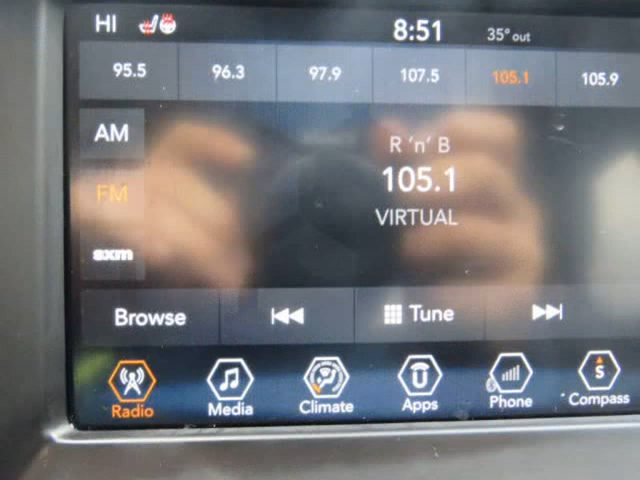 HI 8:51 35° out
95.5 96.3 97.9 107.5 105.1 105.9
AM
R 'n' B
FM
105.1
VIRTUAL
sxm
Browse Tune
Radio Media Climate Apps Phone S Compass